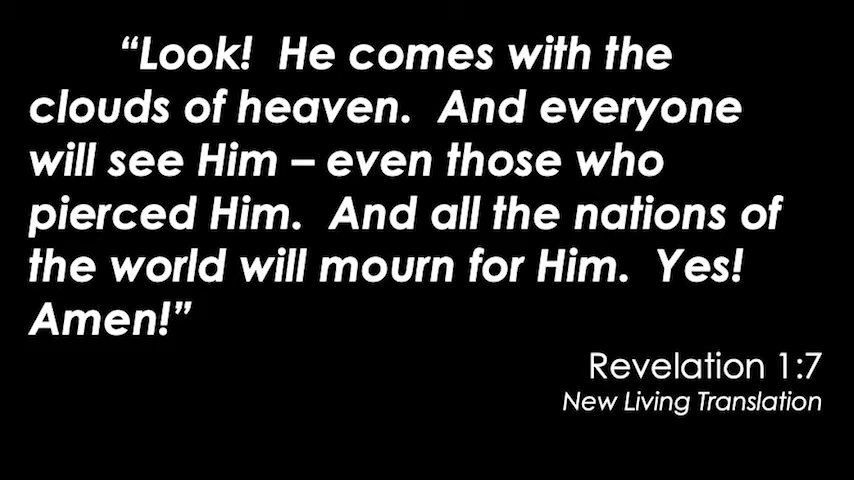 “Look!  He comes with the
clouds of heaven.  And everyone
will see Him – even those who
pierced Him.  And all the nations of
the world will mourn for Him.  Yes!
Amen!”
Revelation 1:7
New Living Translation